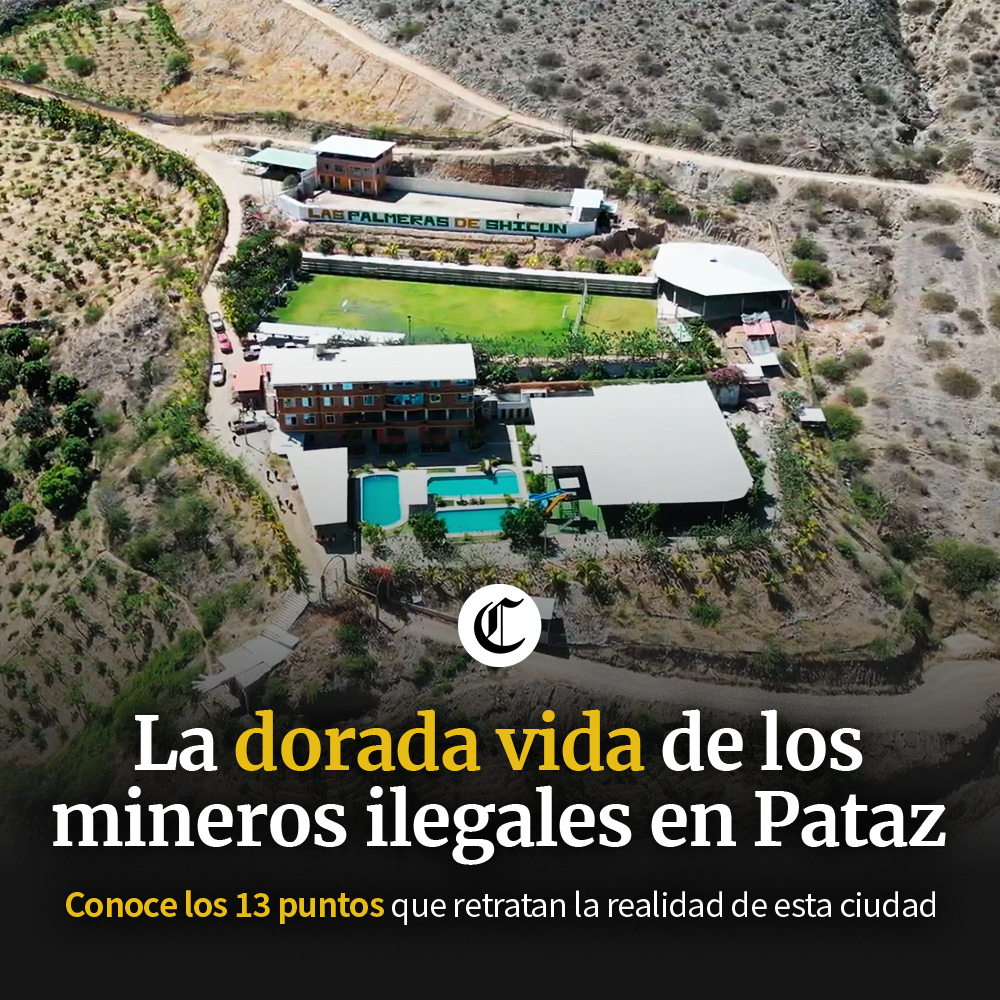 LAS PALMERAS DE SHICUN
C
La dorada vida de los
mineros ilegales en Pataz
Conoce los 13 puntos que retratan la realidad de esta ciudad